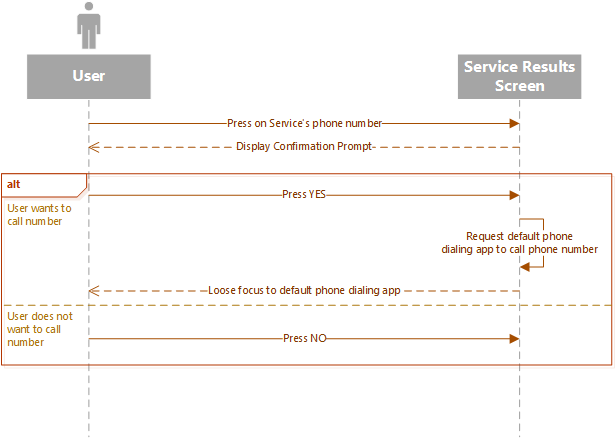 User
Service Results
Screen
Press on Service's phone number
Display Confirmation Prompt
alt
User wants to
call number
Press YES
Request default phone
dialing app to call phone number
Loose focus to default phone dialing app
User does not
want to call
number
Press NO